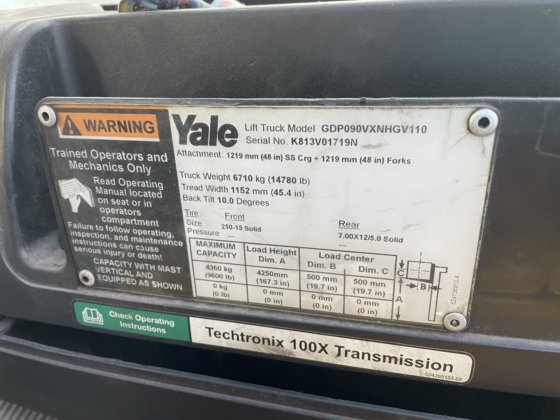 WARNING
Trained Operators and
Mechanics Only
Read Operating
Manual located
on seat or in
operators
compartment
Failure to follow operating,
inspection, and maintenance
instructions can cause
serious injury or death!
CAPACITY WITH MAST
VERTICAL AND
EQUIPPED AS SHOWN
Yale
Lift Truck Model GDP090VXNHGV110
Serial No. K813V01719N
Attachment: 1219 mm (48 in) SS Crg + 1219 mm (48 in) Forks
Truck Weight 6710 kg (14780 lb)
Tread Width 1152 mm (45.4 in)
Back Tilt 10.0 Degrees
Tire Front Rear
Size 250-15 Solid 7.00X12/5.0 Solid
Pressure --- ---
MAXIMUM CAPACITY Load Height Dim. A Load Center Dim. B Dim. C
4360 kg (9600 lb) 4250mm (167.3 in) 500 mm (19.7 in) 500 mm (19.7 in)
0 kg (0 lb) 0 mm (0 in) 0 mm (0 in) 0 mm (0 in)
C
B
A
Check Operating
Instructions
Techtronix 100X Transmission